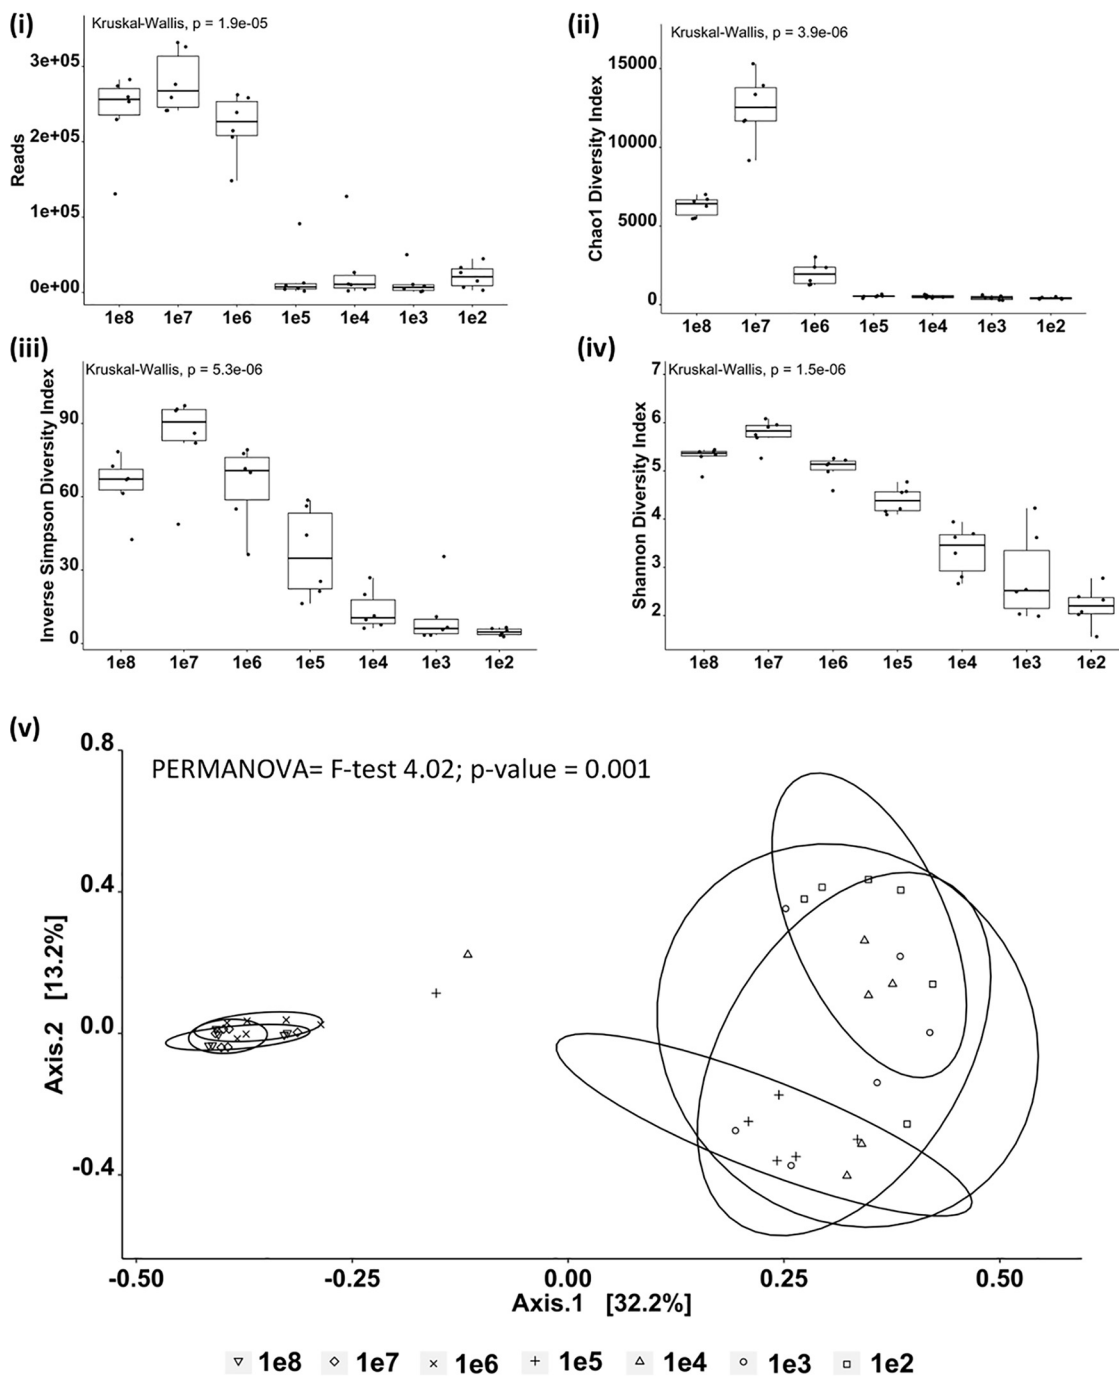 (i)
Kruskal-Wallis, p = 1.9e-05
Reads
3e+05
2e+05
1e+05
0e+00
1e8 1e7 1e6 1e5 1e4 1e3 1e2
(ii)
Kruskal-Wallis, p = 3.9e-06
Chao1 Diversity Index
15000
10000
5000
0
1e8 1e7 1e6 1e5 1e4 1e3 1e2
(iii)
Kruskal-Wallis, p = 5.3e-06
Inverse Simpson Diversity Index
90
60
30
0
1e8 1e7 1e6 1e5 1e4 1e3 1e2
(iv)
Kruskal-Wallis, p = 1.5e-06
Shannon Diversity Index
7
6
5
4
3
2
1e8 1e7 1e6 1e5 1e4 1e3 1e2
(v)
PERMANOVA= F-test 4.02; p-value = 0.001
Axis.2 [13.2%]
0.8
0.4
0.0
-0.4
-0.50 -0.25 0.00 0.25 0.50
Axis.1 [32.2%]
1e8 1e7 1e6 1e5 1e4 1e3 1e2